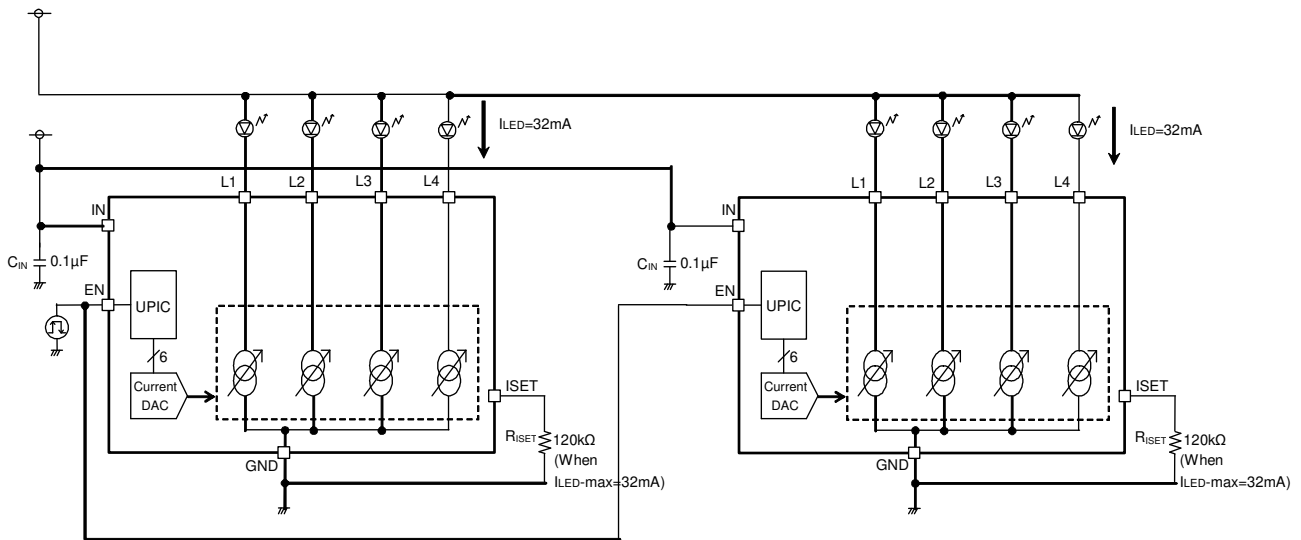 ILED=32mA
ILED=32mA
L1 L2 L3 L4
L1 L2 L3 L4
IN
IN
CIN 0.1µF
CIN 0.1µF
EN
EN
UPIC
UPIC
6
6
Current
DAC
Current
DAC
ISET
ISET
RISET 120kΩ
(When
ILED-max=32mA)
RISET 120kΩ
(When
ILED-max=32mA)
GND
GND